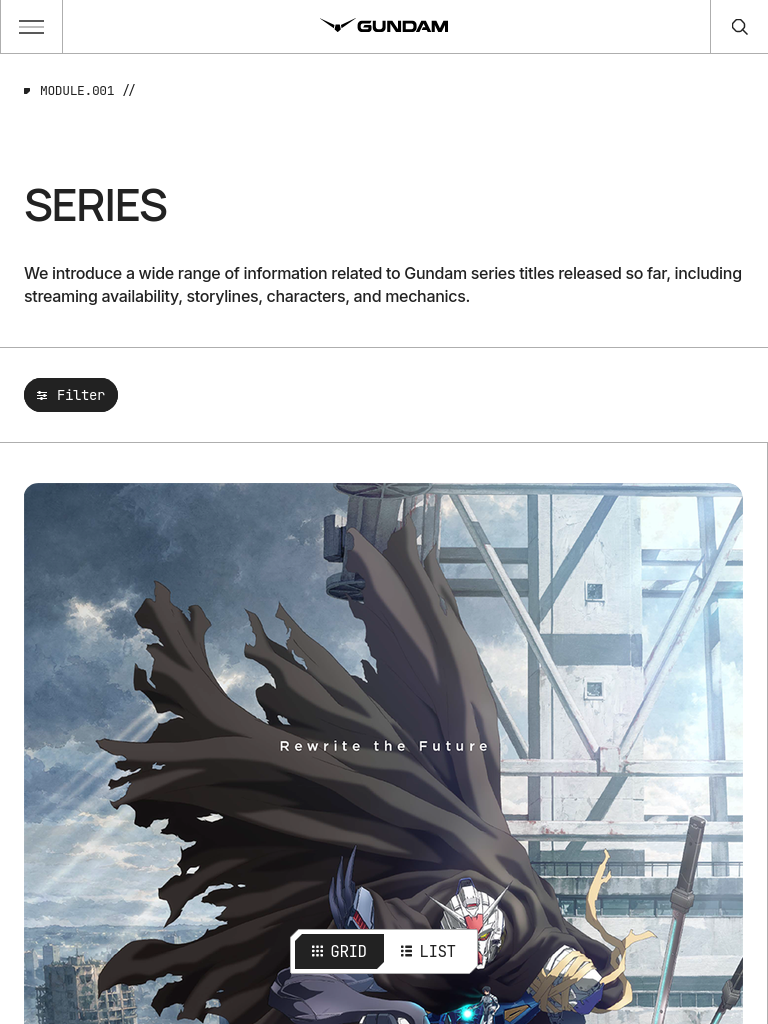 GUNDAM
MODULE.001 //
SERIES
We introduce a wide range of information related to Gundam series titles released so far, including
streaming availability, storylines, characters, and mechanics.
Filter
Rewrite the Future
GRID
LIST